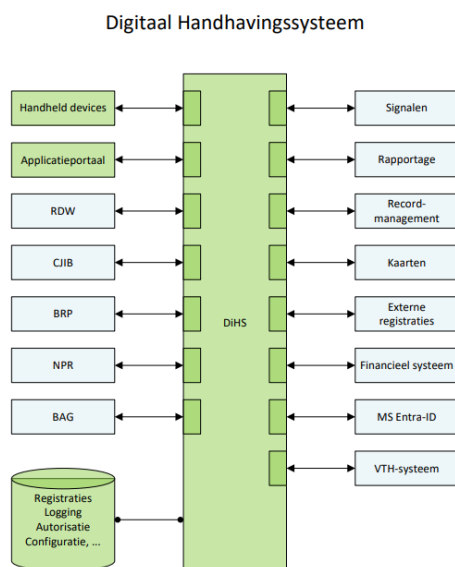 Digitaal Handhavingssysteem
Handheld devices
Applicatieportaal
RDW
CJIB
BRP
NPR
BAG
Registraties
Logging
Autorisatie
Configuratie, ...
DiHS
Signalen
Rapportage
Record-
management
Kaarten
Externe
registraties
Financieel systeem
MS Entra-ID
VTH-systeem